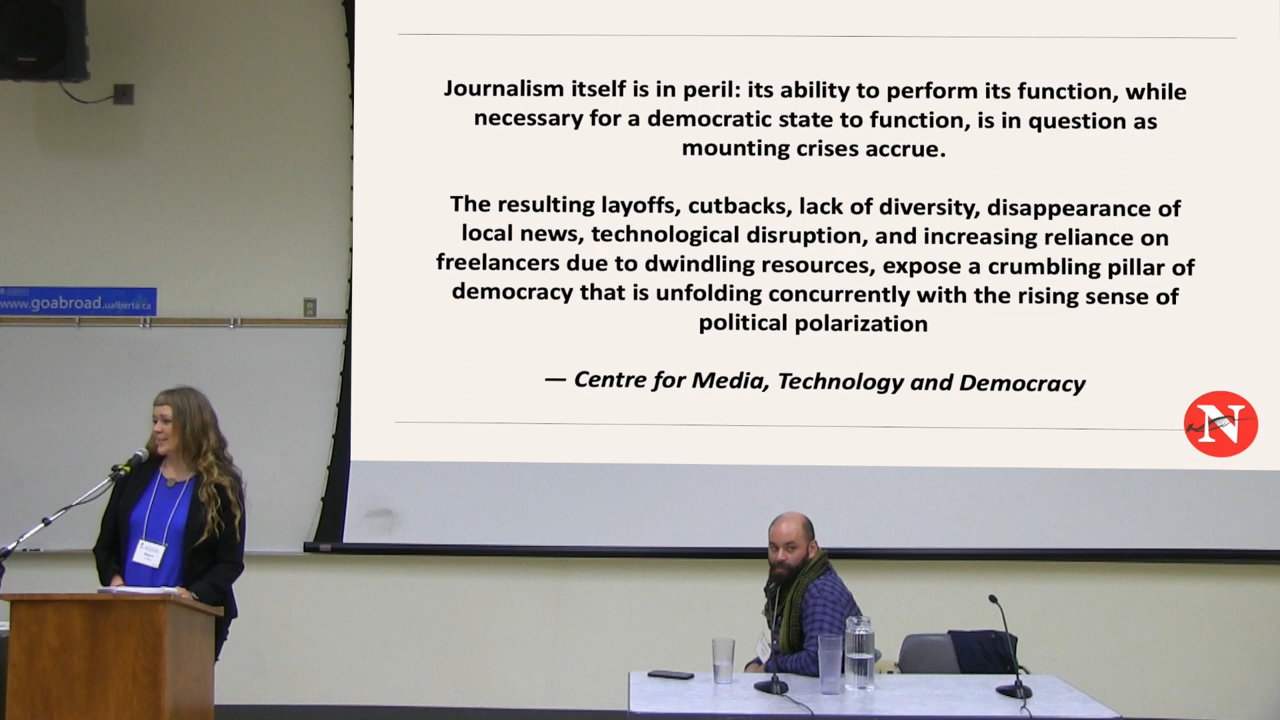 Journalism itself is in peril: its ability to perform its function, while
necessary for a democratic state to function, is in question as
mounting crises accrue.
The resulting layoffs, cutbacks, lack of diversity, disappearance of
local news, technological disruption, and increasing reliance on
freelancers due to dwindling resources, expose a crumbling pillar of
democracy that is unfolding concurrently with the rising sense of
political polarization
— Centre for Media, Technology and Democracy
N
www.goabroad.ualberta.ca